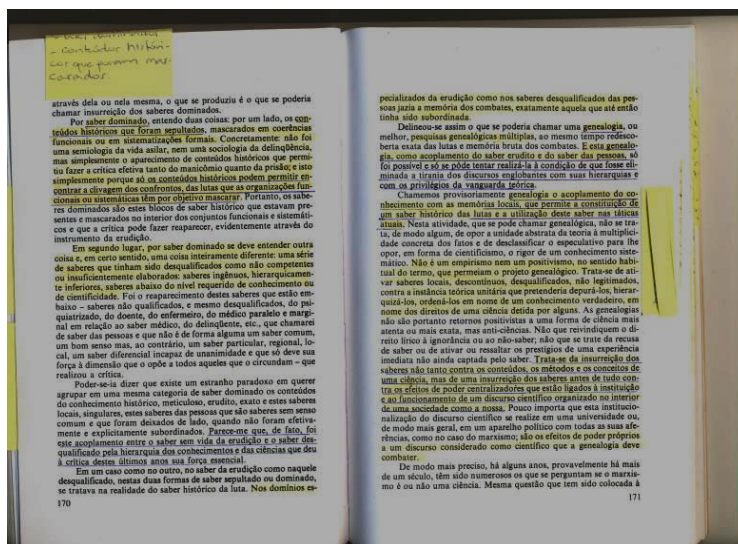 - conteúdos históri-
cos que foram mas-
carados.
através dela ou nela mesma, o que se produziu é o que se poderia
chamar insurreição dos saberes dominados.
Por saber dominado, entendo duas coisas: por um lado, os con-
teúdos históricos que foram sepultados, mascarados em coerências
funcionais ou em sistematizações formais. Concretamente: não foi
uma semiologia da vida asilar, nem uma sociologia da delinqüência,
mas simplesmente o aparecimento de conteúdos históricos que permi-
tiu fazer a crítica efetiva tanto do manicômio quanto da prisão; e isto
simplesmente porque só os conteúdos históricos podem permitir en-
contrar a clivagem dos confrontos, das lutas que as organizações fun-
cionais ou sistemáticas têm por objetivo mascarar. Portanto, os sabe-
res dominados são estes blocos de saber histórico que estavam pre-
sentes e mascarados no interior dos conjuntos funcionais e sistemáti-
cos e que a crítica pode fazer reaparecer, evidentemente através do
instrumento da erudição.
Em segundo lugar, por saber dominado se deve entender outra
coisa e, em certo sentido, uma coisa inteiramente diferente: uma série
de saberes que tinham sido desqualificados como não competentes
ou insuficientemente elaborados: saberes ingênuos, hierarquicamen-
te inferiores, saberes abaixo do nível requerido de conhecimento ou
de cientificidade. Foi o reaparecimento destes saberes que estão em-
baixo – saberes não qualificados, e mesmo desqualificados, do psi-
quiatrizado, do doente, do enfermeiro, do médico paralelo e margi-
nal em relação ao saber médico, do delinqüente, etc., que chamarei
de saber das pessoas e que não é de forma alguma um saber comum,
um bom senso mas, ao contrário, um saber particular, regional, lo-
cal, um saber diferencial incapaz de unanimidade e que só deve sua
força à dimensão que o opõe a todos aqueles que o circundam – que
realizou a crítica.
Poder-se-ia dizer que existe um estranho paradoxo em querer
agrupar em uma mesma categoria de saber dominado os conteúdos
do conhecimento histórico, meticuloso, erudito, exato e estes saberes
locais, singulares, estes saberes das pessoas que são saberes sem senso
comum e que foram deixados de lado, quando não foram efetiva-
mente e explicitamente subordinados. Parece-me que, de fato, foi
este acoplamento entre o saber sem vida da erudição e o saber des-
qualificado pela hierarquia dos conhecimentos e das ciências que deu
à crítica destes últimos anos sua força essencial.
Em um caso como no outro, no saber da erudição como naquele
desqualificado, nestas duas formas de saber sepultado ou dominado,
se tratava na realidade do saber histórico da luta. Nos domínios es-
170
pecializados da erudição como nos saberes desqualificados das pes-
soas jazia a memória dos combates, exatamente aquela que até então
tinha sido subordinada.
Delineou-se assim o que se poderia chamar uma genealogia, ou
melhor, pesquisas genealógicas múltiplas, ao mesmo tempo redesco-
berta exata das lutas e memória bruta dos combates. E esta genealo-
gia, como acoplamento do saber erudito e do saber das pessoas, só
foi possível e só se pôde tentar realizá-la à condição de que fosse eli-
minada a tirania dos discursos englobantes com suas hierarquias e
com os privilégios da vanguarda teórica.
Chamemos provisoriamente genealogia o acoplamento do co-
nhecimento com as memórias locais, que permite a constituição de
um saber histórico das lutas e a utilização deste saber nas táticas
atuais. Nesta atividade, que se pode chamar genealógica, não se tra-
ta, de modo algum, de opor a unidade abstrata da teoria à multiplici-
dade concreta dos fatos e de desclassificar o especulativo para lhe
opor, em forma de cientificismo, o rigor de um conhecimento siste-
mático. Não é um empirismo nem um positivismo, no sentido habi-
tual do termo, que permeiam o projeto genealógico. Trata-se de ati-
var saberes locais, descontínuos, desqualificados, não legitimados,
contra a instância teórica unitária que pretenderia depurá-los, hierar-
quizá-los, ordená-los em nome de um conhecimento verdadeiro, em
nome dos direitos de uma ciência detida por alguns. As genealogias
não são portanto retornos positivistas a uma forma de ciência mais
atenta ou mais exata, mas anti-ciências. Não que reivindiquem o di-
reito lírico à ignorância ou ao não-saber; não que se trate da recusa
de saber ou de ativar ou ressaltar os prestígios de uma experiência
imediata não ainda captada pelo saber. Trata-se da insurreição dos
saberes não tanto contra os conteúdos, os métodos e os conceitos de
uma ciência, mas de uma insurreição dos saberes antes de tudo con-
tra os efeitos de poder centralizadores que estão ligados à instituição
e ao funcionamento de um discurso científico organizado no interior
de uma sociedade como a nossa. Pouco importa que esta institucio-
nalização do discurso científico se realize em uma universidade ou,
de modo mais geral, em um aparelho político com todas as suas afe-
rências, como no caso do marxismo; são os efeitos de poder próprios
a um discurso considerado como científico que a genealogia deve
combater.
De modo mais preciso, há alguns anos, provavelmente há mais
de um século, têm sido numerosos os que se perguntam se o marxis-
mo é ou não uma ciência. Mesma questão que tem sido colocada à
171